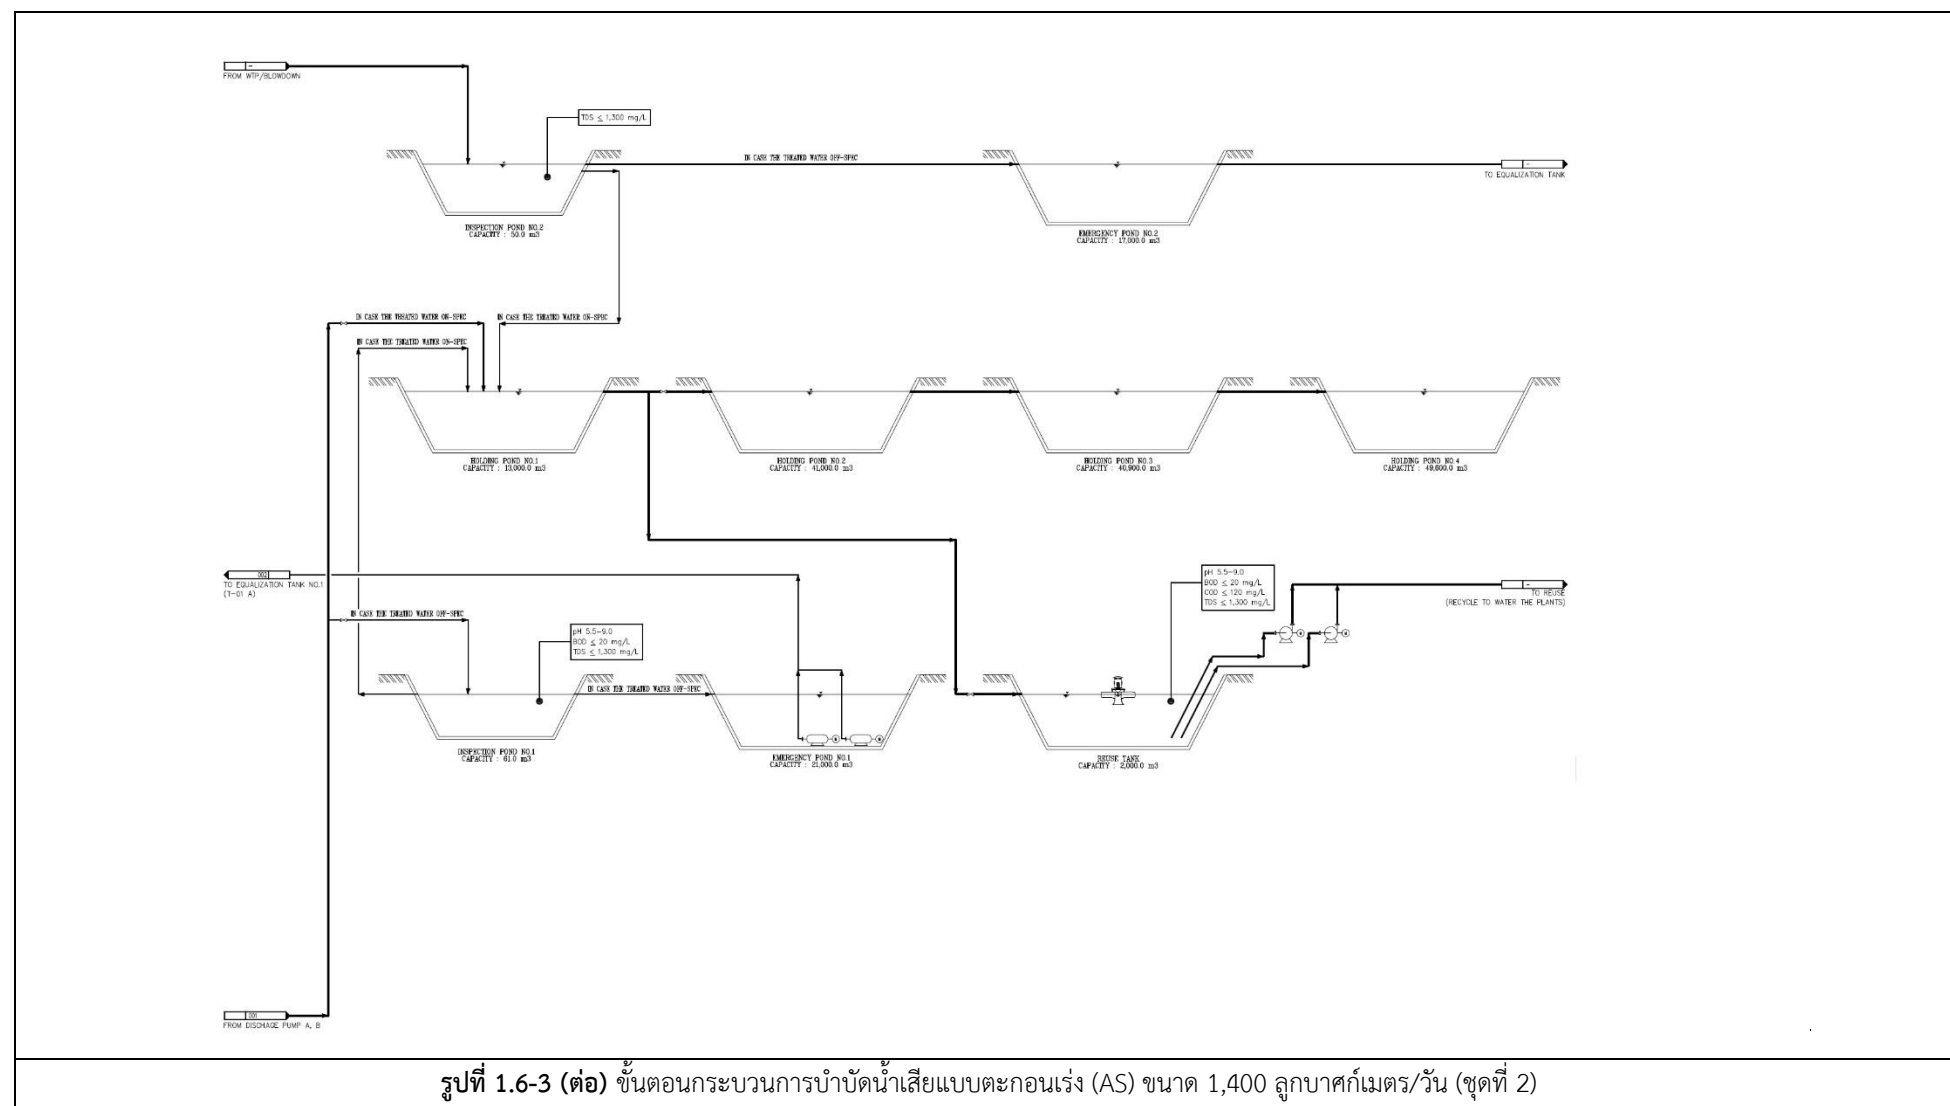 FROM WTP/BLOWDOWN
TDS ≤ 1,300 mg/L
IN CASE THE TREATED WATER OFF-SPEC
TO EQUALIZATION TANK
INSPECTION POND NO.2
CAPACITY : 50.0 m3
EMERGENCY POND NO.2
CAPACITY : 17,000.0 m3
IN CASE THE TREATED WATER ON-SPEC
IN CASE THE TREATED WATER ON-SPEC
IN CASE THE TREATED WATER ON-SPEC
HOLDING POND NO.1
CAPACITY : 13,000.0 m3
HOLDING POND NO.2
CAPACITY : 41,000.0 m3
HOLDING POND NO.3
CAPACITY : 40,900.0 m3
HOLDING POND NO.4
CAPACITY : 49,600.0 m3
002
TO EQUALIZATION TANK NO.1
(T-01 A)
pH 5.5-9.0
BOD ≤ 20 mg/L
COD ≤ 120 mg/L
TDS ≤ 1,300 mg/L
TO REUSE
(RECYCLE TO WATER THE PLANTS)
IN CASE THE TREATED WATER OFF-SPEC
pH 5.5-9.0
BOD ≤ 20 mg/L
TDS ≤ 1,300 mg/L
IN CASE THE TREATED WATER OFF-SPEC
INSPECTION POND NO.1
CAPACITY : 61.0 m3
EMERGENCY POND NO.1
CAPACITY : 21,000.0 m3
REUSE TANK
CAPACITY : 2,000.0 m3
001
FROM DISCHAGE PUMP A, B
รูปที่ 1.6-3 (ต่อ) ขั้นตอนกระบวนการบำบัดน้ำเสียแบบตะกอนเร่ง (AS) ขนาด 1,400 ลูกบาศก์เมตร/วัน (ชุดที่ 2)